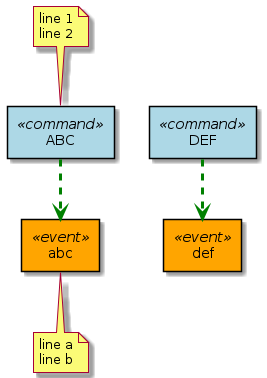 line 1
line 2
«command»
ABC
«command»
DEF
«event»
abc
«event»
def
line a
line b